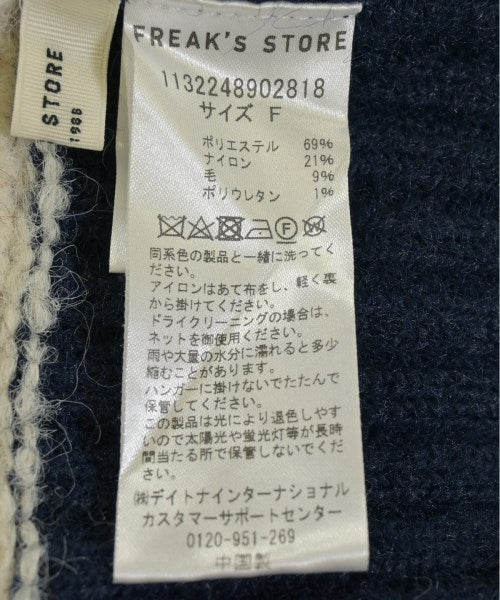 STORE
1986
FREAK'S STORE
1132248902818
サイズ F
ポリエステル 69%
ナイロン 21%
毛 9%
ポリウレタン 1%
同系色の製品と一緒に洗ってください。
アイロンはあて布をし、軽く裏から掛けてください。
ドライクリーニングの場合は、
ネットを御使用ください。
雨や大量の水分に濡れると多少
縮むことがあります。
ハンガーに掛けないでたたんで
保管してください。
この製品は光により退色しやす
いので太陽光や蛍光灯等が長時
間当たる所で保管しないでください。
㈱デイトナインターナショナル
カスタマーサポートセンター
0120-951-269
中国製